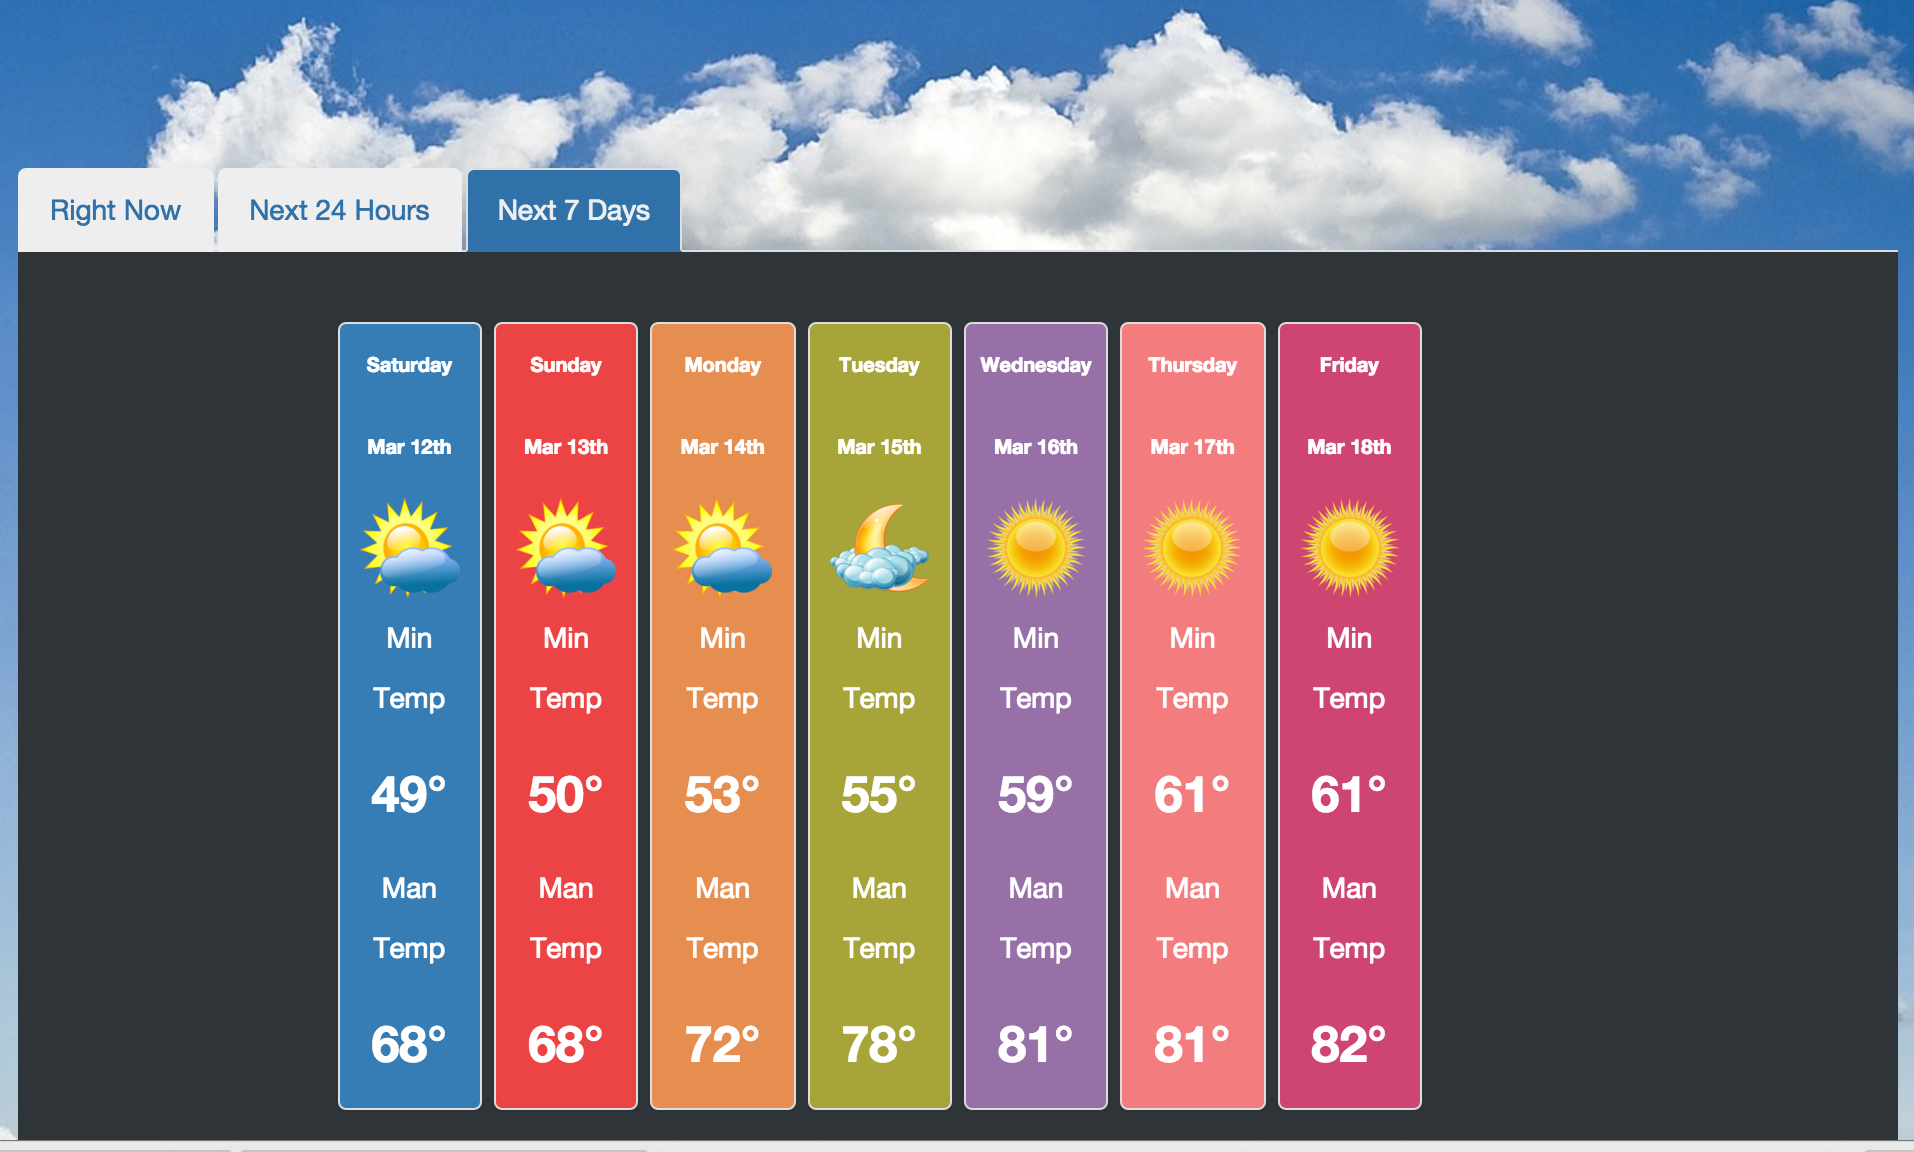 Right Now
Next 24 Hours
Next 7 Days
Saturday
Mar 12th
Min
Temp
49°
Man
Temp
68°
Sunday
Mar 13th
Min
Temp
50°
Man
Temp
68°
Monday
Mar 14th
Min
Temp
53°
Man
Temp
72°
Tuesday
Mar 15th
Min
Temp
55°
Man
Temp
78°
Wednesday
Mar 16th
Min
Temp
59°
Man
Temp
81°
Thursday
Mar 17th
Min
Temp
61°
Man
Temp
81°
Friday
Mar 18th
Min
Temp
61°
Man
Temp
82°